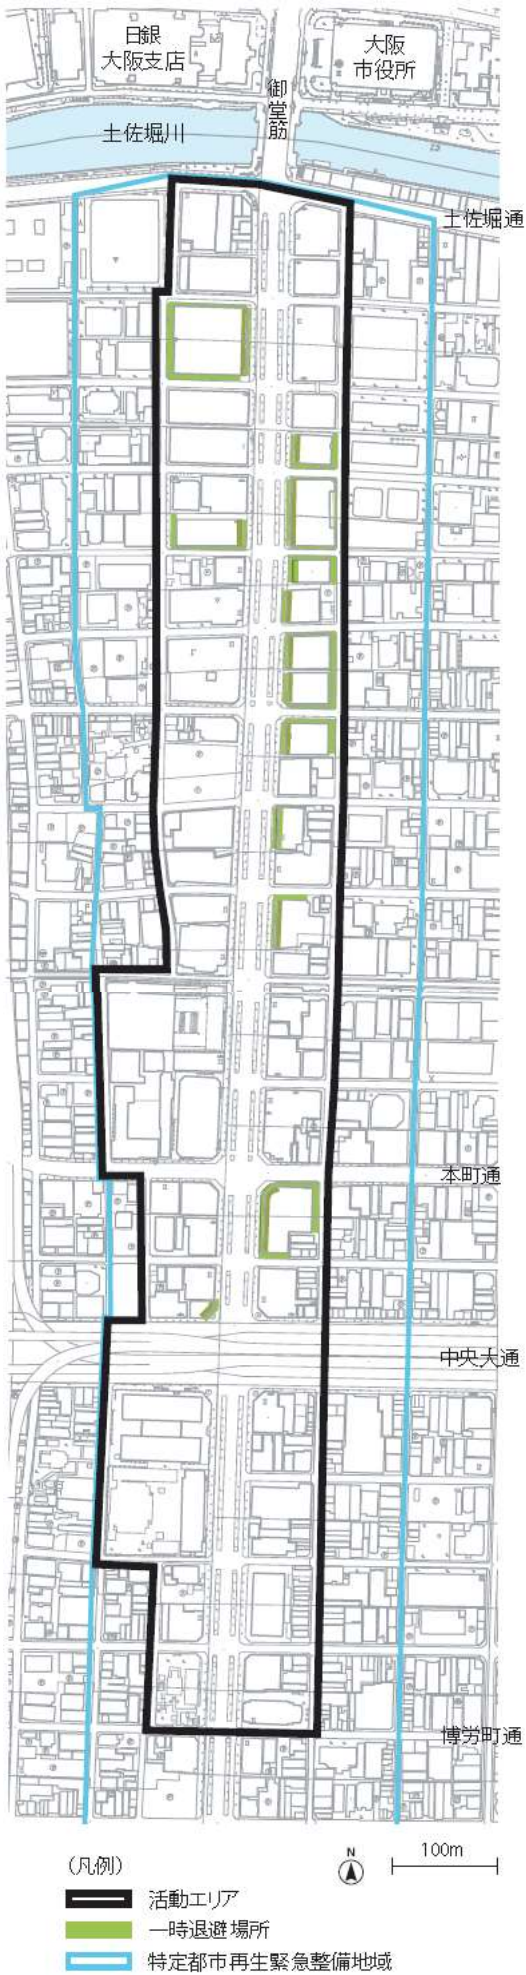 日銀
大阪支店
大阪
市役所
御堂筋
土佐堀川
土佐堀通
本町通
中央大通
博労町通
(凡例)
N
100m
活動エリア
一時退避場所
特定都市再生緊急整備地域